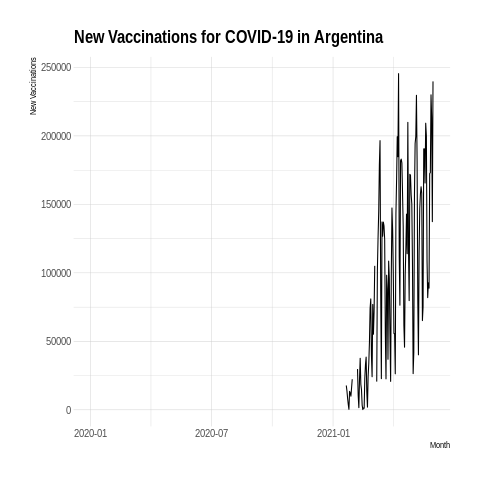 New Vaccinations for COVID-19 in Argentina
New Vaccinations
250000
200000
150000
100000
50000
0
2020-01 2020-07 2021-01
Month